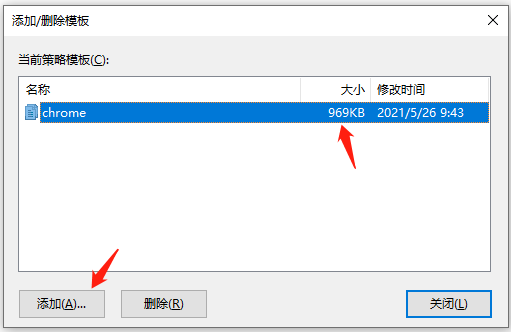 添加/删除模板
当前策略模板(C):
名称 大小 修改时间
chrome 969KB 2021/5/26 9:43
添加(A)... 删除(R) 关闭(L)